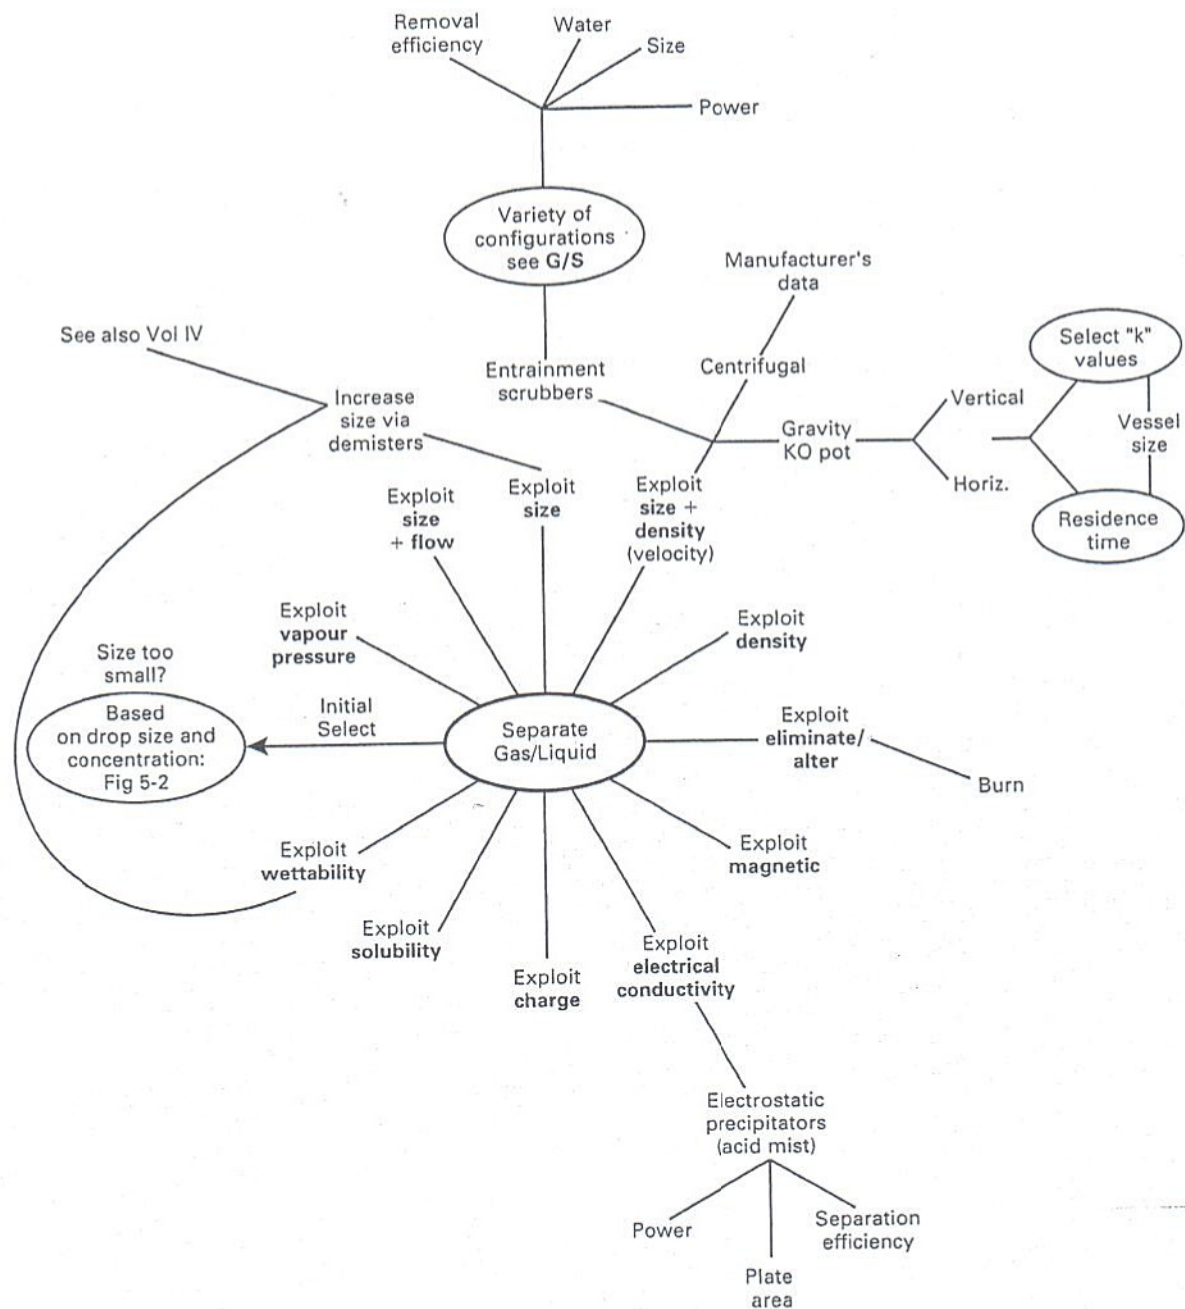 Removal
efficiency
Water
Size
Power
Variety of
configurations
see G/S
Manufacturer's
data
See also Vol IV
Entrainment
scrubbers
Centrifugal
Select "k"
values
Increase
size via
demisters
Gravity
KO pot
Vertical
Horiz.
Vessel
size
Residence
time
Exploit
size
+ flow
Exploit
size
Exploit
size +
density
(velocity)
Exploit
vapour
pressure
Exploit
density
Size too
small?
Based
on drop size and
concentration:
Fig 5-2
Initial
Select
Separate
Gas/Liquid
Exploit
eliminate/
alter
Burn
Exploit
wettability
Exploit
magnetic
Exploit
solubility
Exploit
charge
Exploit
electrical
conductivity
Electrostatic
precipitators
(acid mist)
Power
Plate
area
Separation
efficiency